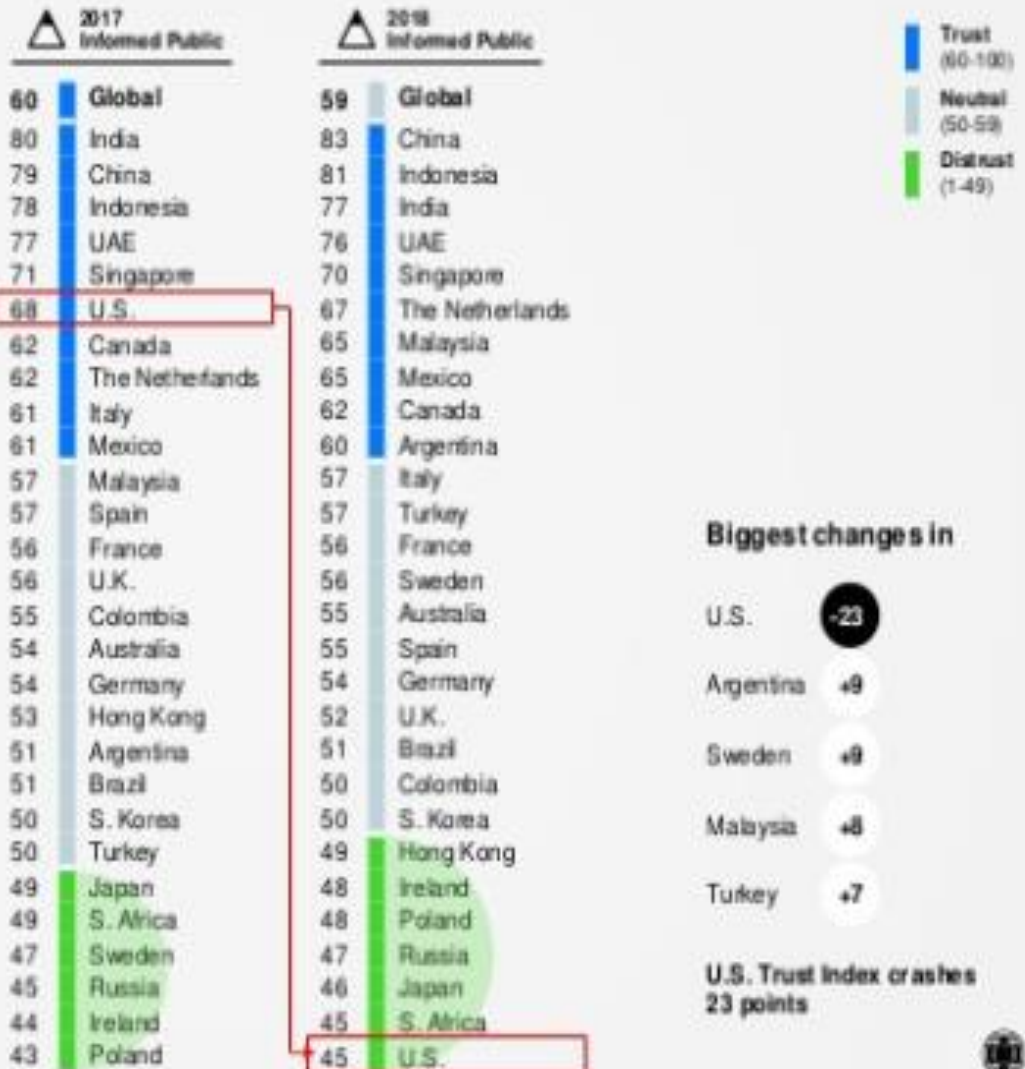 2017
Informed Public
60 Global
80 India
79 China
78 Indonesia
77 UAE
71 Singapore
68 U.S.
62 Canada
62 The Netherlands
61 Italy
61 Mexico
57 Malaysia
57 Spain
56 France
56 U.K.
55 Colombia
54 Australia
54 Germany
53 Hong Kong
51 Argentina
51 Brazil
50 S. Korea
50 Turkey
49 Japan
49 S. Africa
47 Sweden
45 Russia
44 Ireland
43 Poland
2018
Informed Public
59 Global
83 China
81 Indonesia
77 India
76 UAE
70 Singapore
67 The Netherlands
65 Malaysia
65 Mexico
62 Canada
60 Argentina
57 Italy
57 Turkey
56 France
56 Sweden
55 Australia
55 Spain
54 Germany
52 U.K.
51 Brazil
50 Colombia
50 S. Korea
49 Hong Kong
48 Ireland
48 Poland
47 Russia
46 Japan
45 S. Africa
45 U.S.
Trust
(60-100)
Neutral
(50-59)
Distrust
(1-49)
Biggest changes in
U.S. -23
Argentina +9
Sweden +9
Malaysia +8
Turkey +7
U.S. Trust Index crashes
23 points